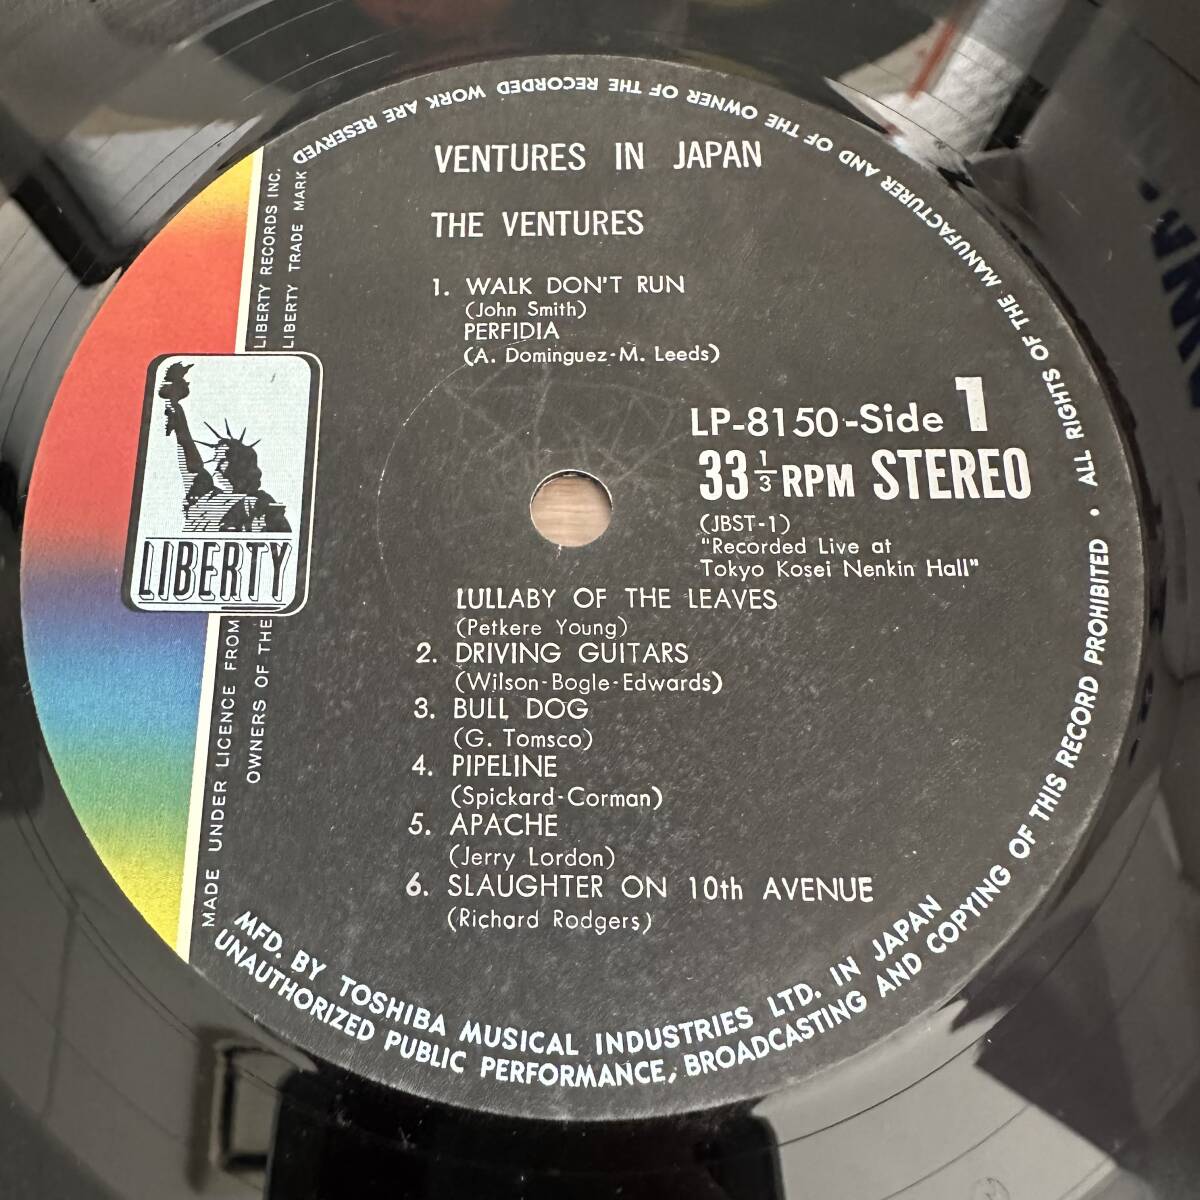 VENTURES IN JAPAN
THE VENTURES
1. WALK DON'T RUN
(John Smith)
PERFIDIA
(A. Dominguez-M. Leeds)
LP-8150-Side 1
33 1/3 RPM STEREO
(JBST-1)
"Recorded Live at
Tokyo Kosei Nenkin Hall"
LULLABY OF THE LEAVES
(Petkere Young)
2. DRIVING GUITARS
(Wilson-Bogle-Edwards)
3. BULL DOG
(G. Tomsco)
4. PIPELINE
(Spickard-Corman)
5. APACHE
(Jerry Lordon)
6. SLAUGHTER ON 10th AVENUE
(Richard Rodgers)
LIBERTY
MADE UNDER LICENCE FROM LIBERTY RECORDS INC.
OWNERS OF THE LIBERTY TRADE MARK
MFD. BY TOSHIBA MUSICAL INDUSTRIES LTD. IN JAPAN
UNAUTHORIZED PUBLIC PERFORMANCE, BROADCASTING AND COPYING OF THIS RECORD PROHIBITED • ALL RIGHTS OF THE MANUFACTURER AND OF THE OWNER OF THE RECORDED WORK ARE RESERVED